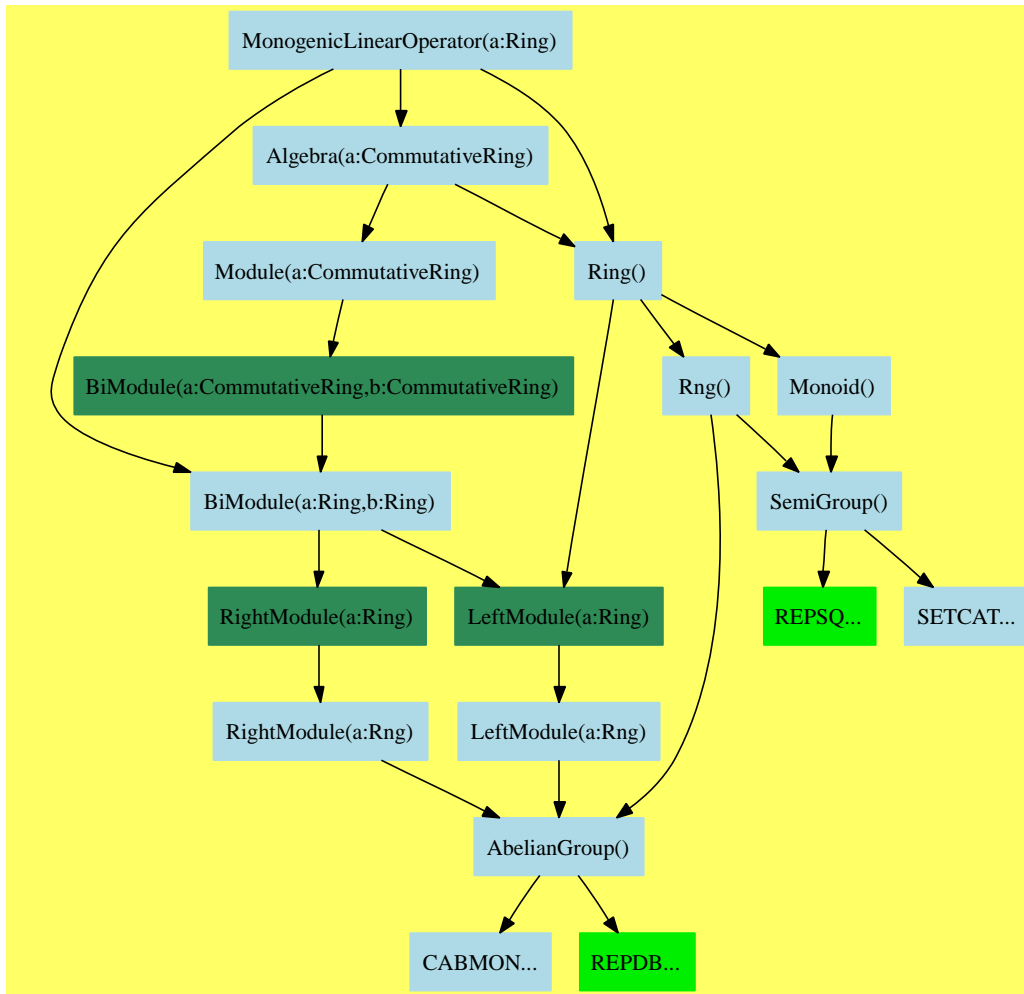 MonogenicLinearOperator(a:Ring)
Algebra(a:CommutativeRing)
Module(a:CommutativeRing)
Ring()
BiModule(a:CommutativeRing,b:CommutativeRing)
Rng()
Monoid()
BiModule(a:Ring,b:Ring)
SemiGroup()
RightModule(a:Ring)
LeftModule(a:Ring)
REPSQ...
SETCAT...
RightModule(a:Rng)
LeftModule(a:Rng)
AbelianGroup()
CABMON...
REPDB...